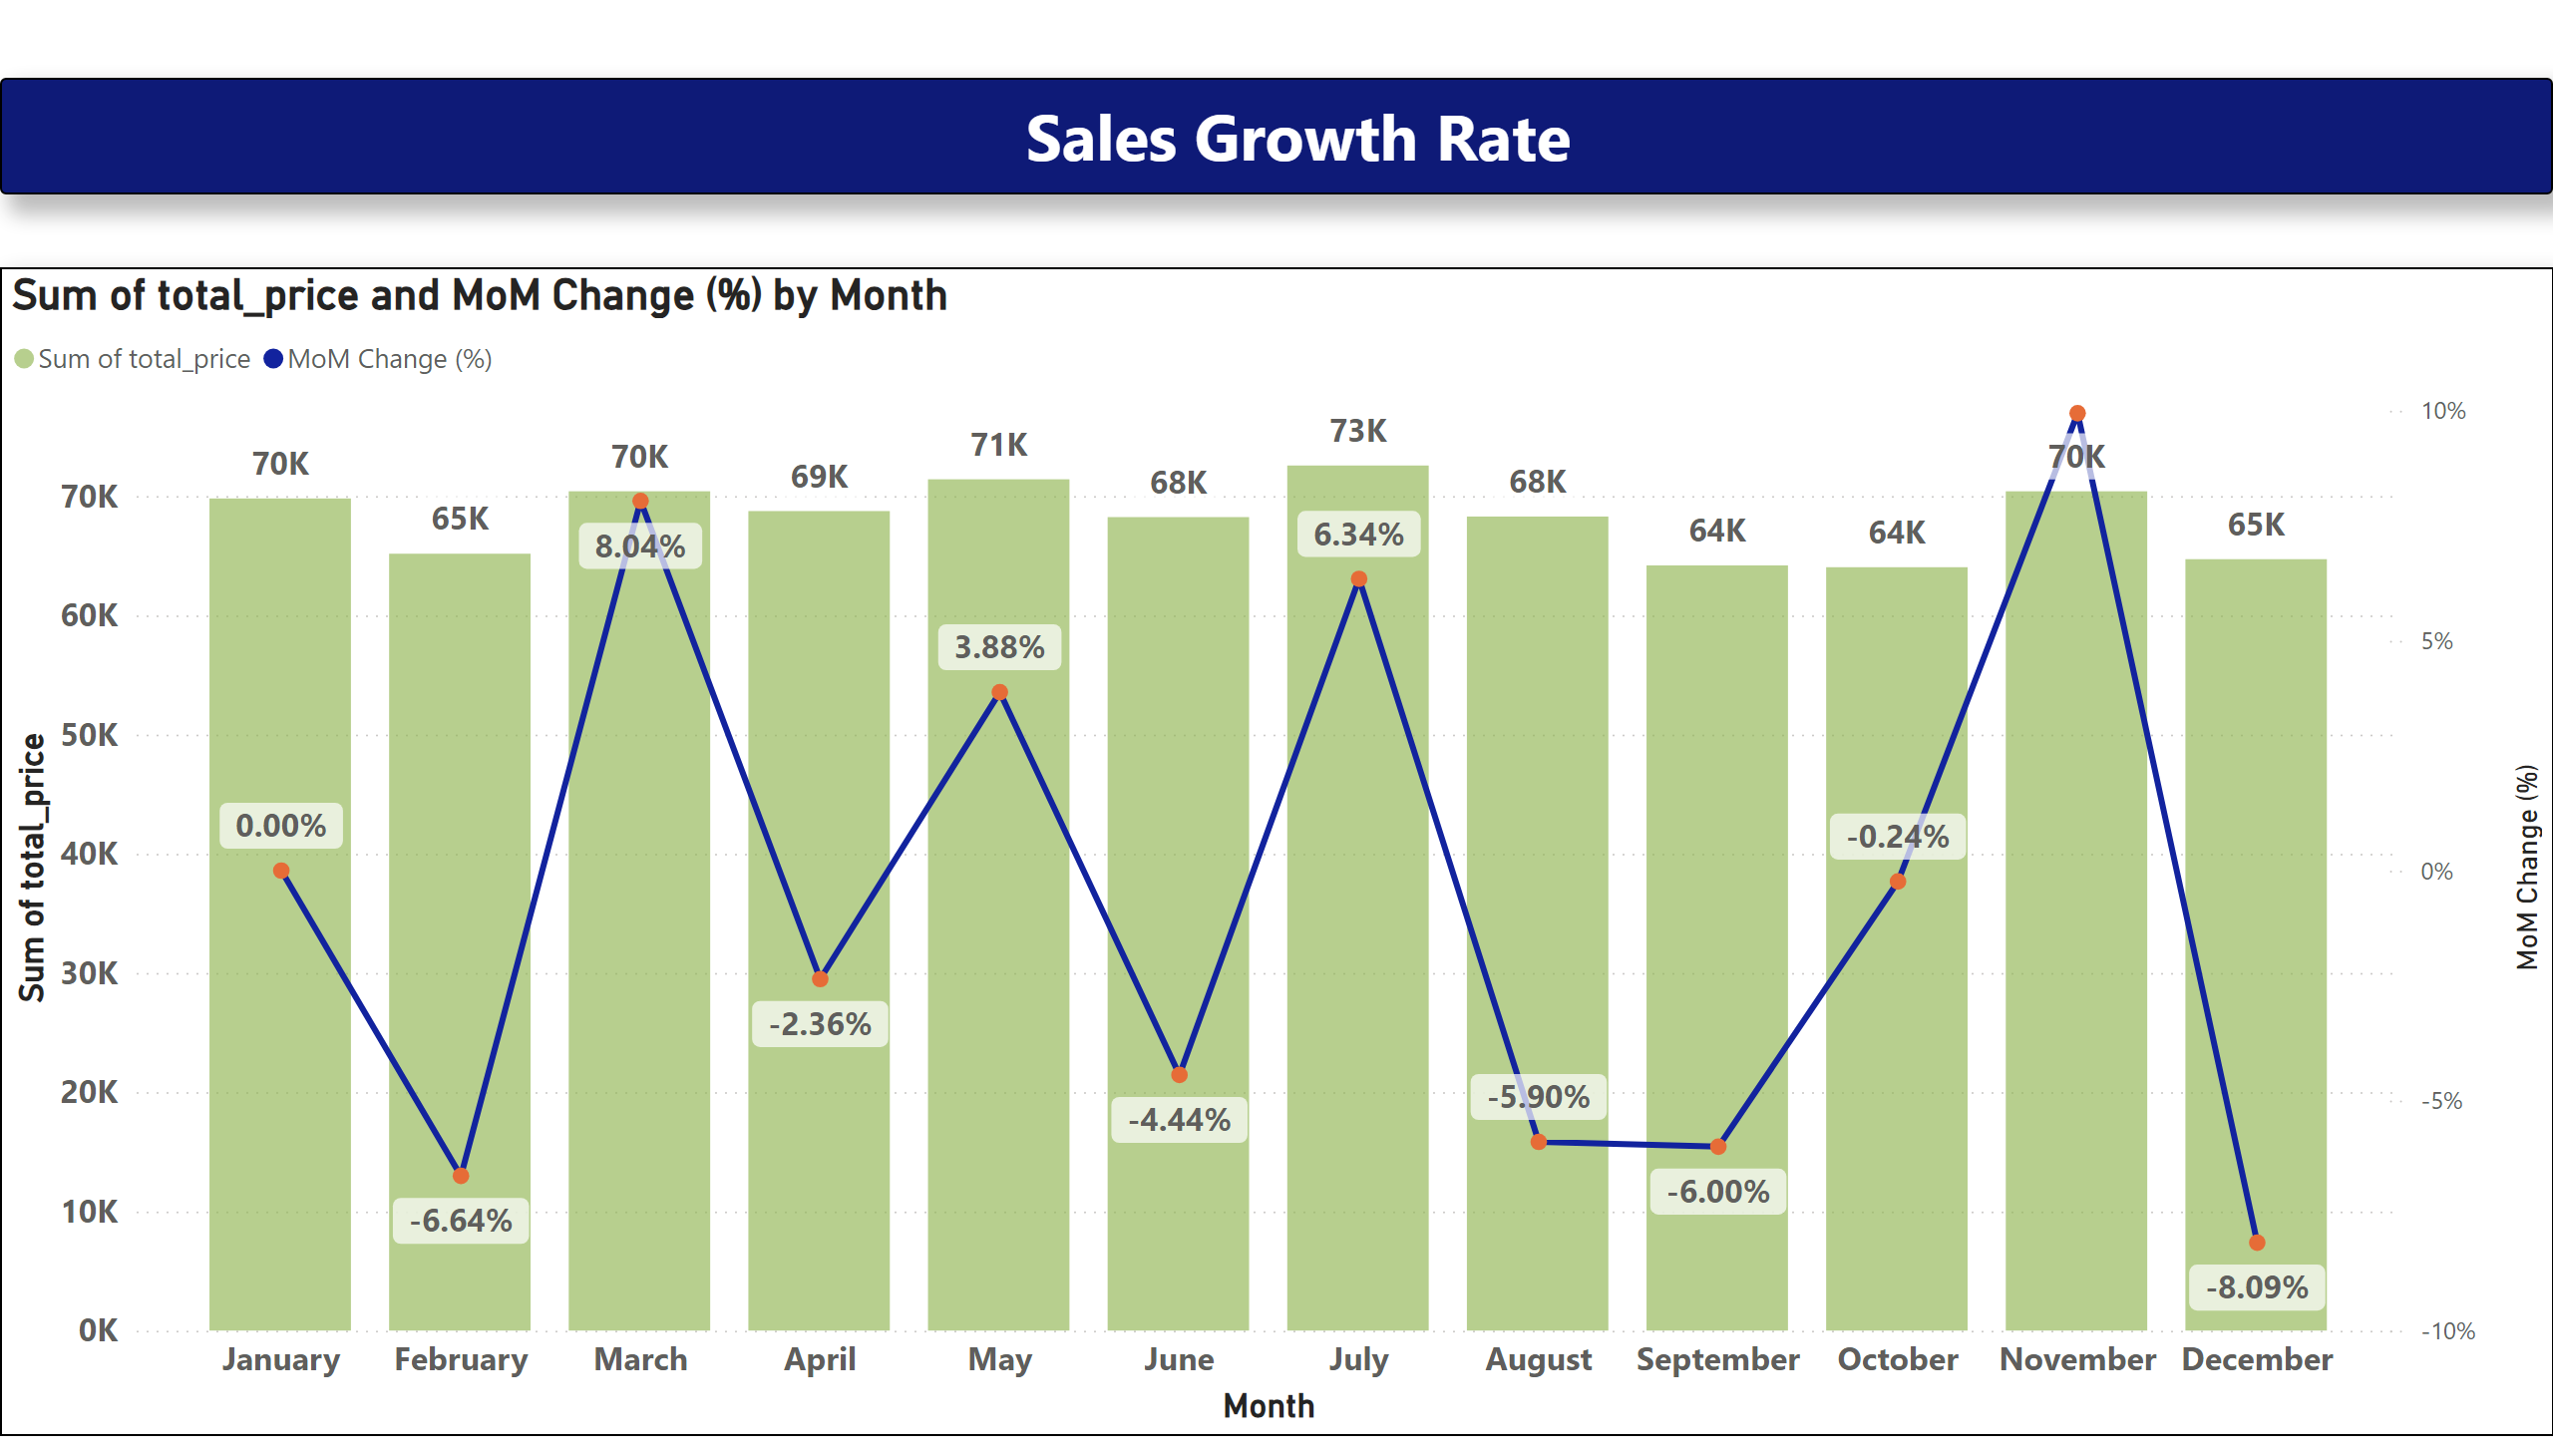 Sales Growth Rate
Sum of total_price and MoM Change (%) by Month
Sum of total_price MoM Change (%)
10%
5%
0%
-5%
-10%
70K
60K
50K
40K
30K
20K
10K
0K
Sum of total_price
MoM Change (%)
70K 65K 70K 69K 71K 68K 73K 68K 64K 64K 70K 65K
0.00% -6.64% 8.04% -2.36% 3.88% -4.44% 6.34% -5.90% -6.00% -0.24% -8.09%
January February March April May June July August September October November December
Month